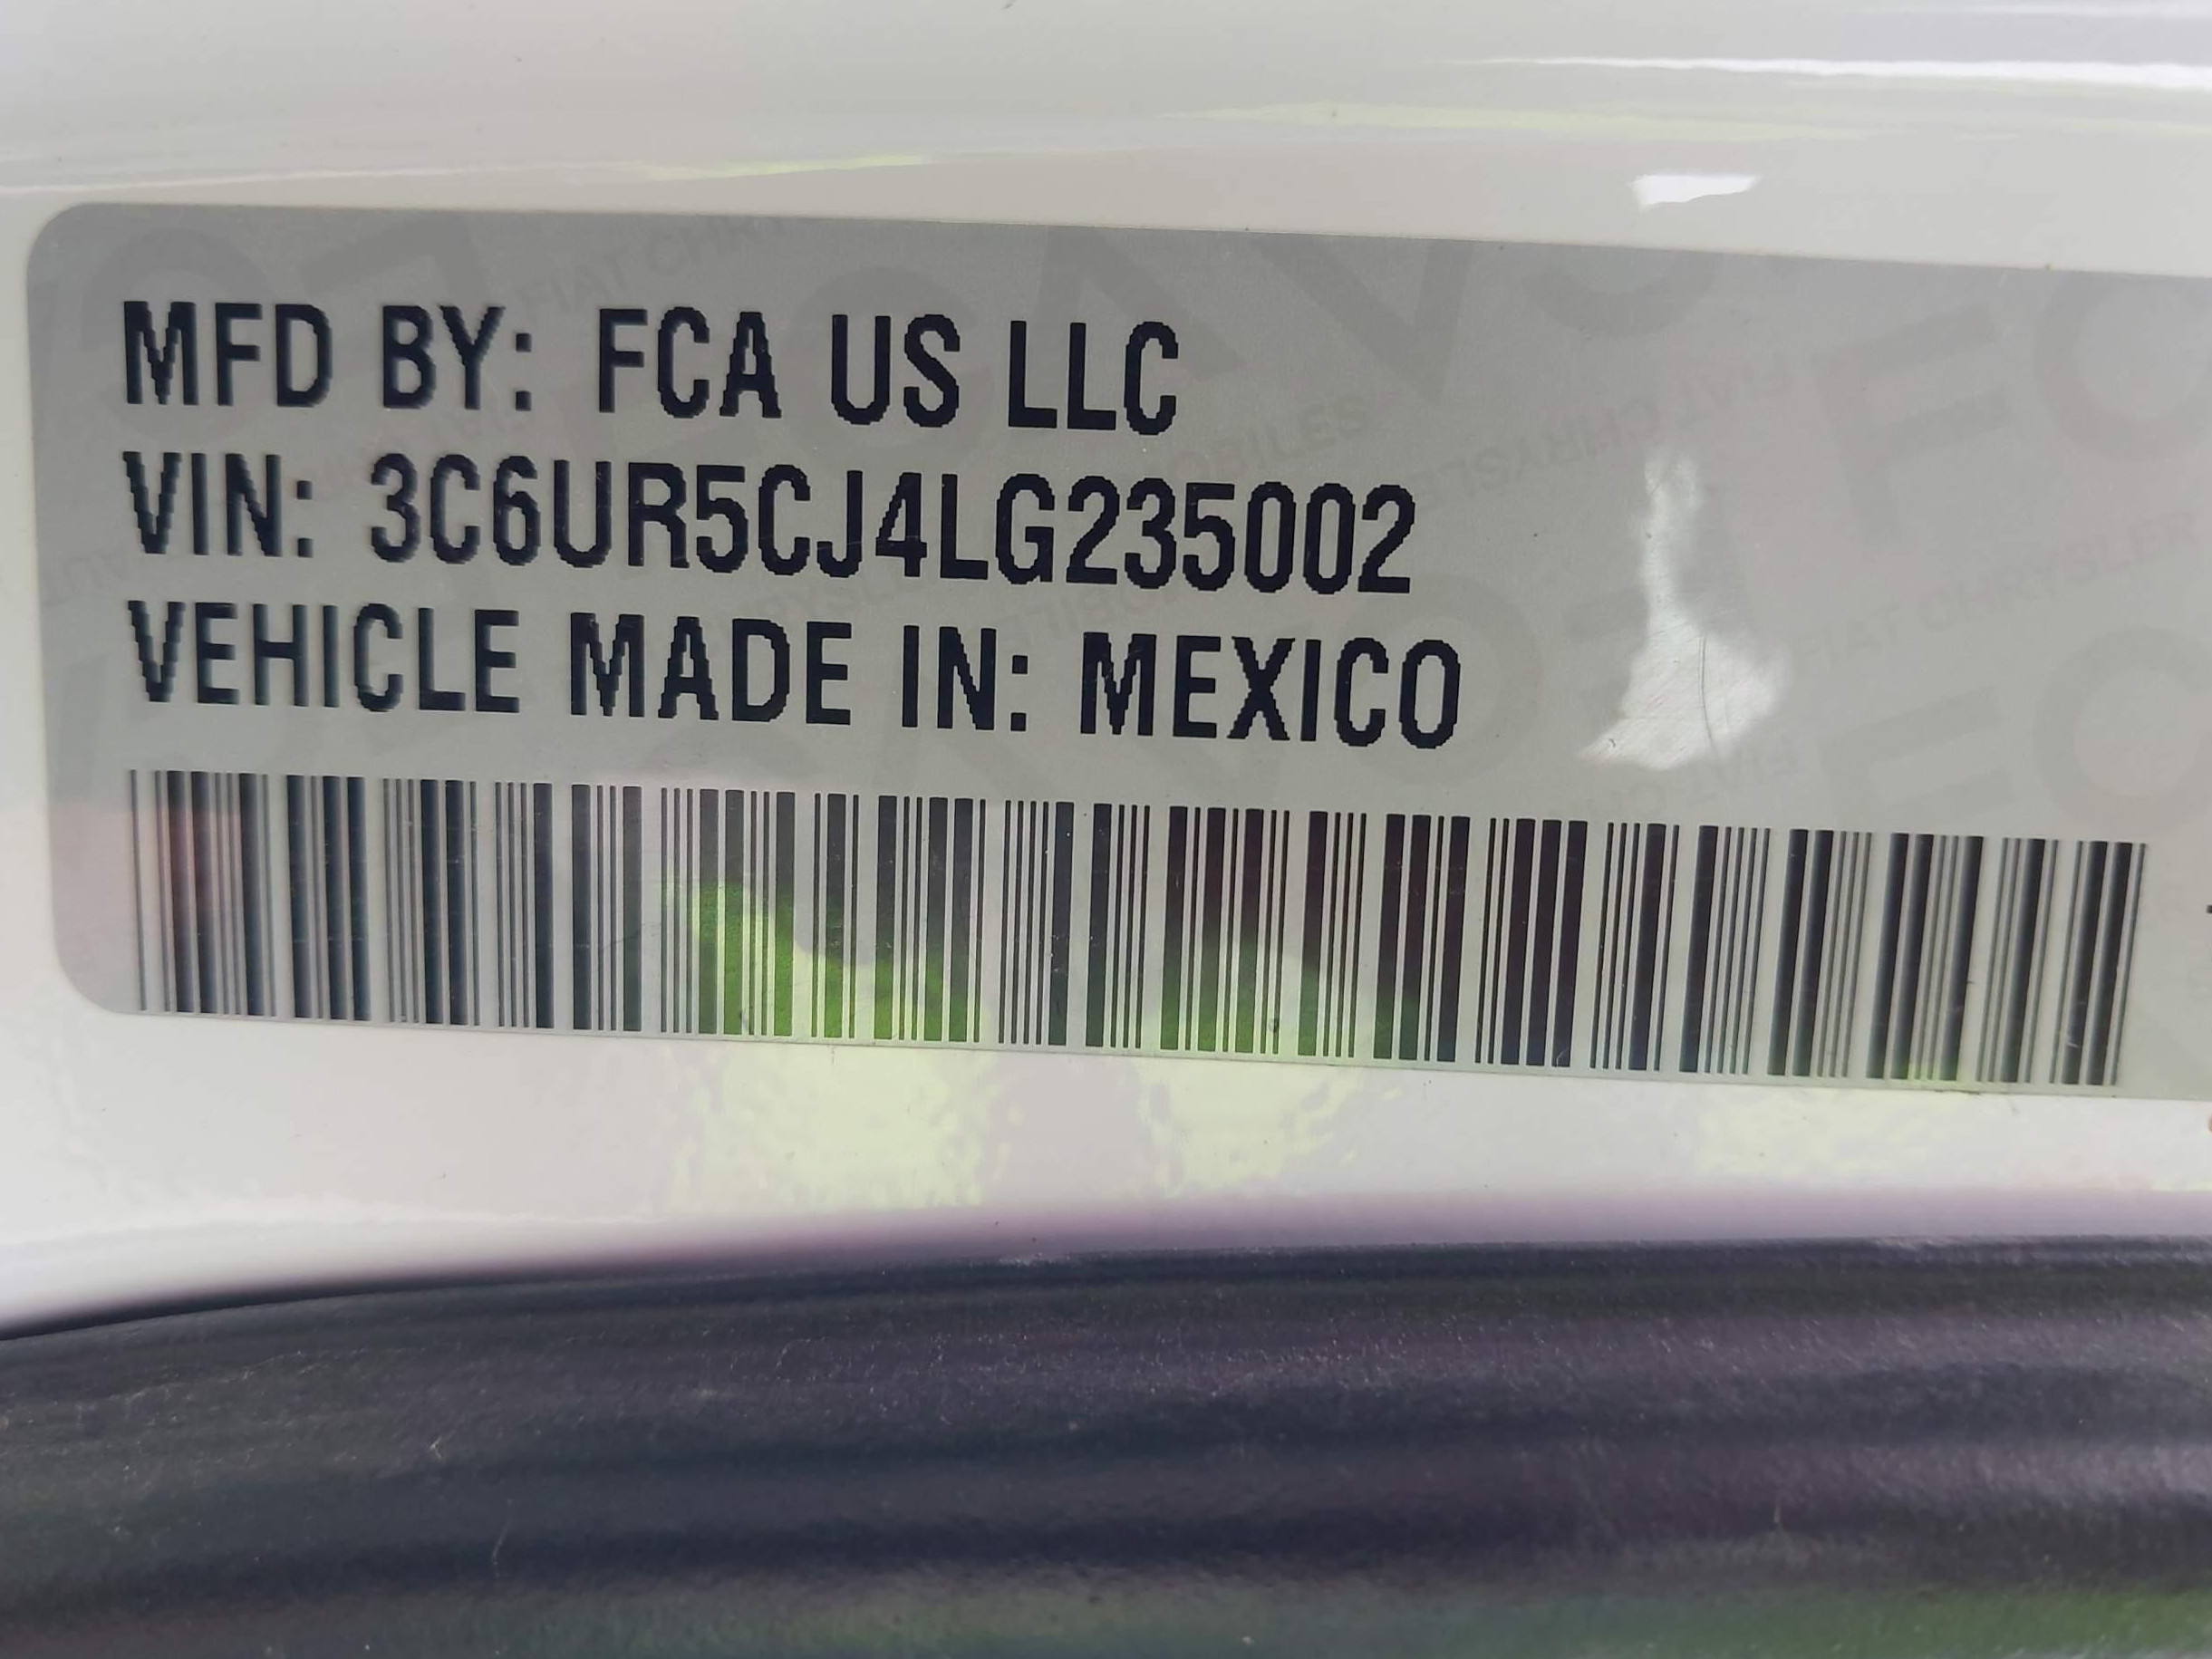 MFD BY: FCA US LLC
VIN: 3C6UR5CJ4LG235002
VEHICLE MADE IN: MEXICO